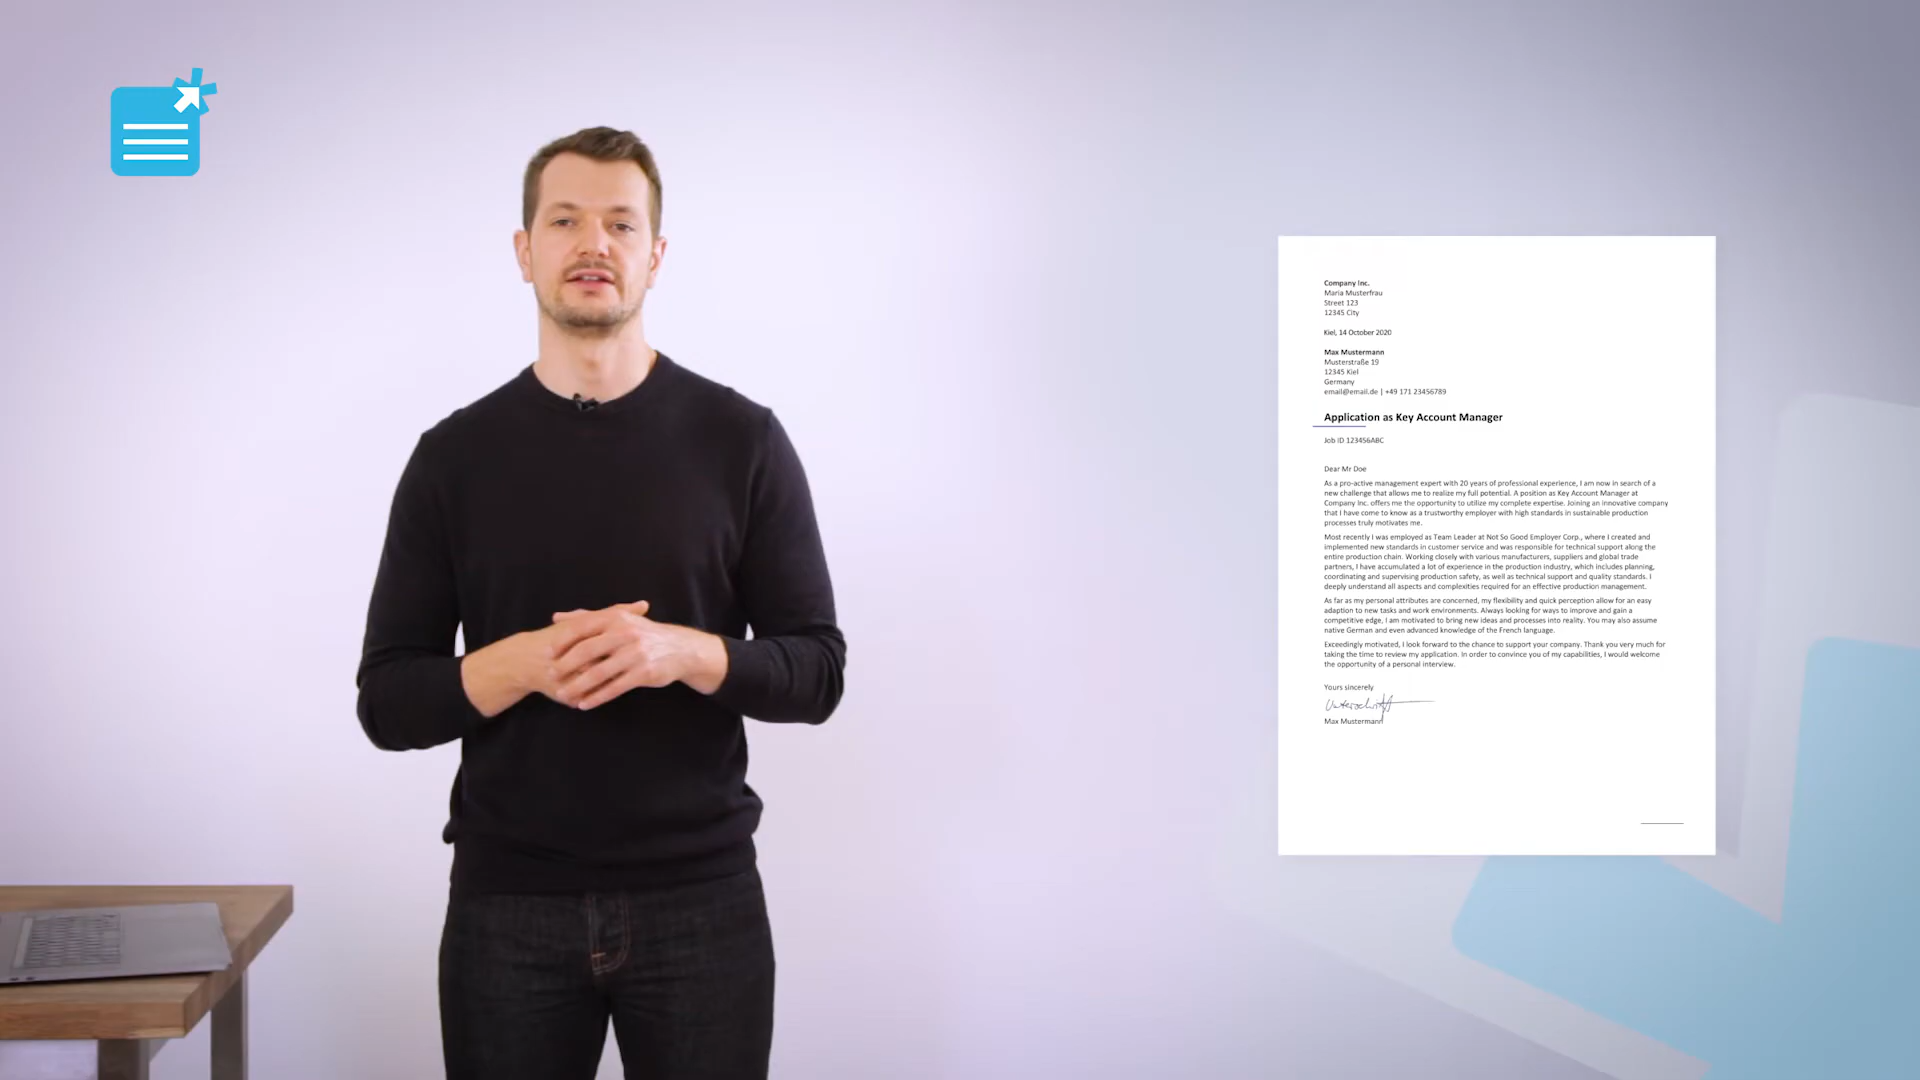 Company Inc.
Maria Musterfrau
Street 123
12345 City
Kiel, 14 October 2020
Max Mustermann
Musterstraße 19
12345 Kiel
Germany
email@email.de | +49 171 23456789
Application as Key Account Manager
Job ID 123456ABC
Dear Mr Doe
As a pro-active management expert with 20 years of professional experience, I am now in search of a
new challenge that allows me to realize my full potential. A position as Key Account Manager at
Company Inc. offers me the opportunity to utilize my complete expertise. Joining an innovative company
that I have come to know as a trustworthy employer with high standards in sustainable production
processes truly motivates me.
Most recently I was employed as Team Leader at Not So Good Employer Corp., where I created and
implemented new standards in customer service and was responsible for technical support along the
entire production chain. Working closely with various manufacturers, suppliers and global trade
partners, I have accumulated a lot of experience in the production industry, which includes planning,
coordinating and supervising production safety, as well as technical support and quality standards. I
deeply understand all aspects and complexities required for an effective production management.
As far as my personal attributes are concerned, my flexibility and quick perception allow for an easy
adaption to new tasks and work environments. Always looking for ways to improve and gain a
competitive edge, I am motivated to bring new ideas and processes into reality. You may also assume
native German and even advanced knowledge of the French language.
Exceedingly motivated, I look forward to the chance to support your company. Thank you very much for
taking the time to review my application. In order to convince you of my capabilities, I would welcome
the opportunity of a personal interview.
Yours sincerely
Unterschrift
Max Mustermann